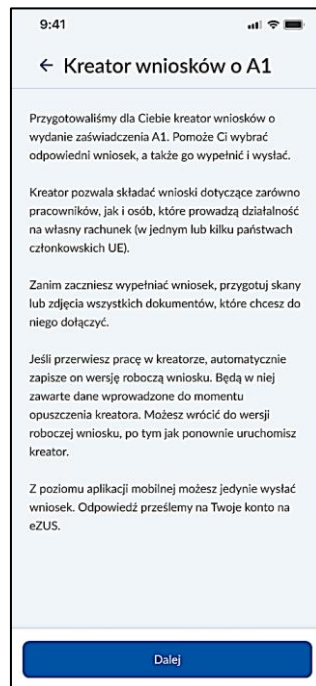 9:41
← Kreator wniosków o A1
Przygotowaliśmy dla Ciebie kreator wniosków o
wydanie zaświadczenia A1. Pomoże Ci wybrać
odpowiedni wniosek, a także go wypełnić i wysłać.
Kreator pozwala składać wnioski dotyczące zarówno
pracowników, jak i osób, które prowadzą działalność
na własny rachunek (w jednym lub kilku państwach
członkowskich UE).
Zanim zaczniesz wypełniać wniosek, przygotuj skany
lub zdjęcia wszystkich dokumentów, które chcesz do
niego dołączyć.
Jeśli przerwiesz pracę w kreatorze, automatycznie
zapisze on wersję roboczą wniosku. Będą w niej
zawarte dane wprowadzone do momentu
opuszczenia kreatora. Możesz wrócić do wersji
roboczej wniosku, po tym jak ponownie uruchomisz
kreator.
Z poziomu aplikacji mobilnej możesz jedynie wysłać
wniosek. Odpowiedź prześlemy na Twoje konto na
eZUS.
Dalej